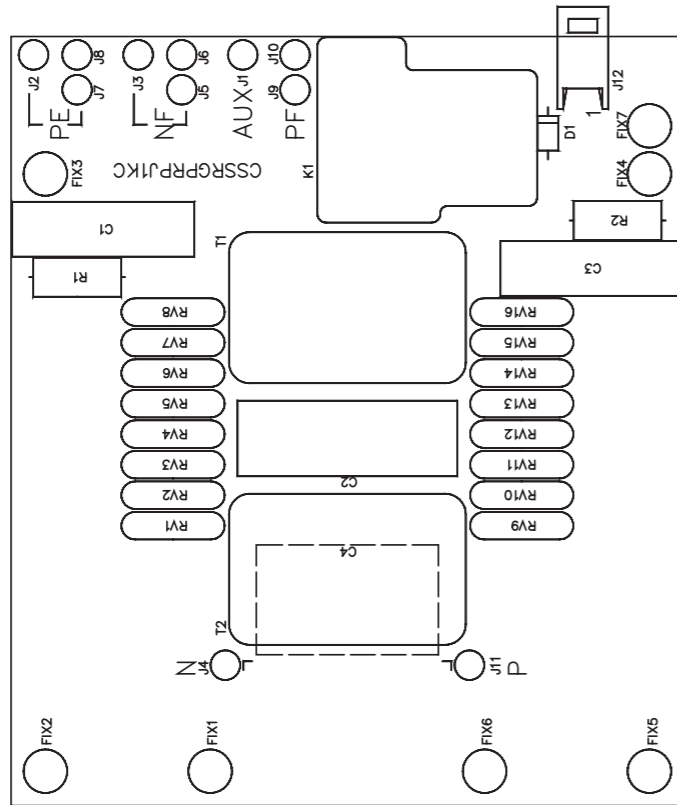 J2
J8
J7
PE
J3
J6
J5
NF
J1
AUX
J10
J9
PF
J12
1
D1
K1
FIX7
FIX4
FIX3
CSSRGPRPJ1KC
C1
R1
T1
R2
C3
RV8
RV7
RV6
RV5
RV4
RV3
RV2
RV1
RV16
RV15
RV14
RV13
RV12
RV11
RV10
RV9
C2
C4
T2
N
J4
J11
P
FIX2
FIX1
FIX6
FIX5